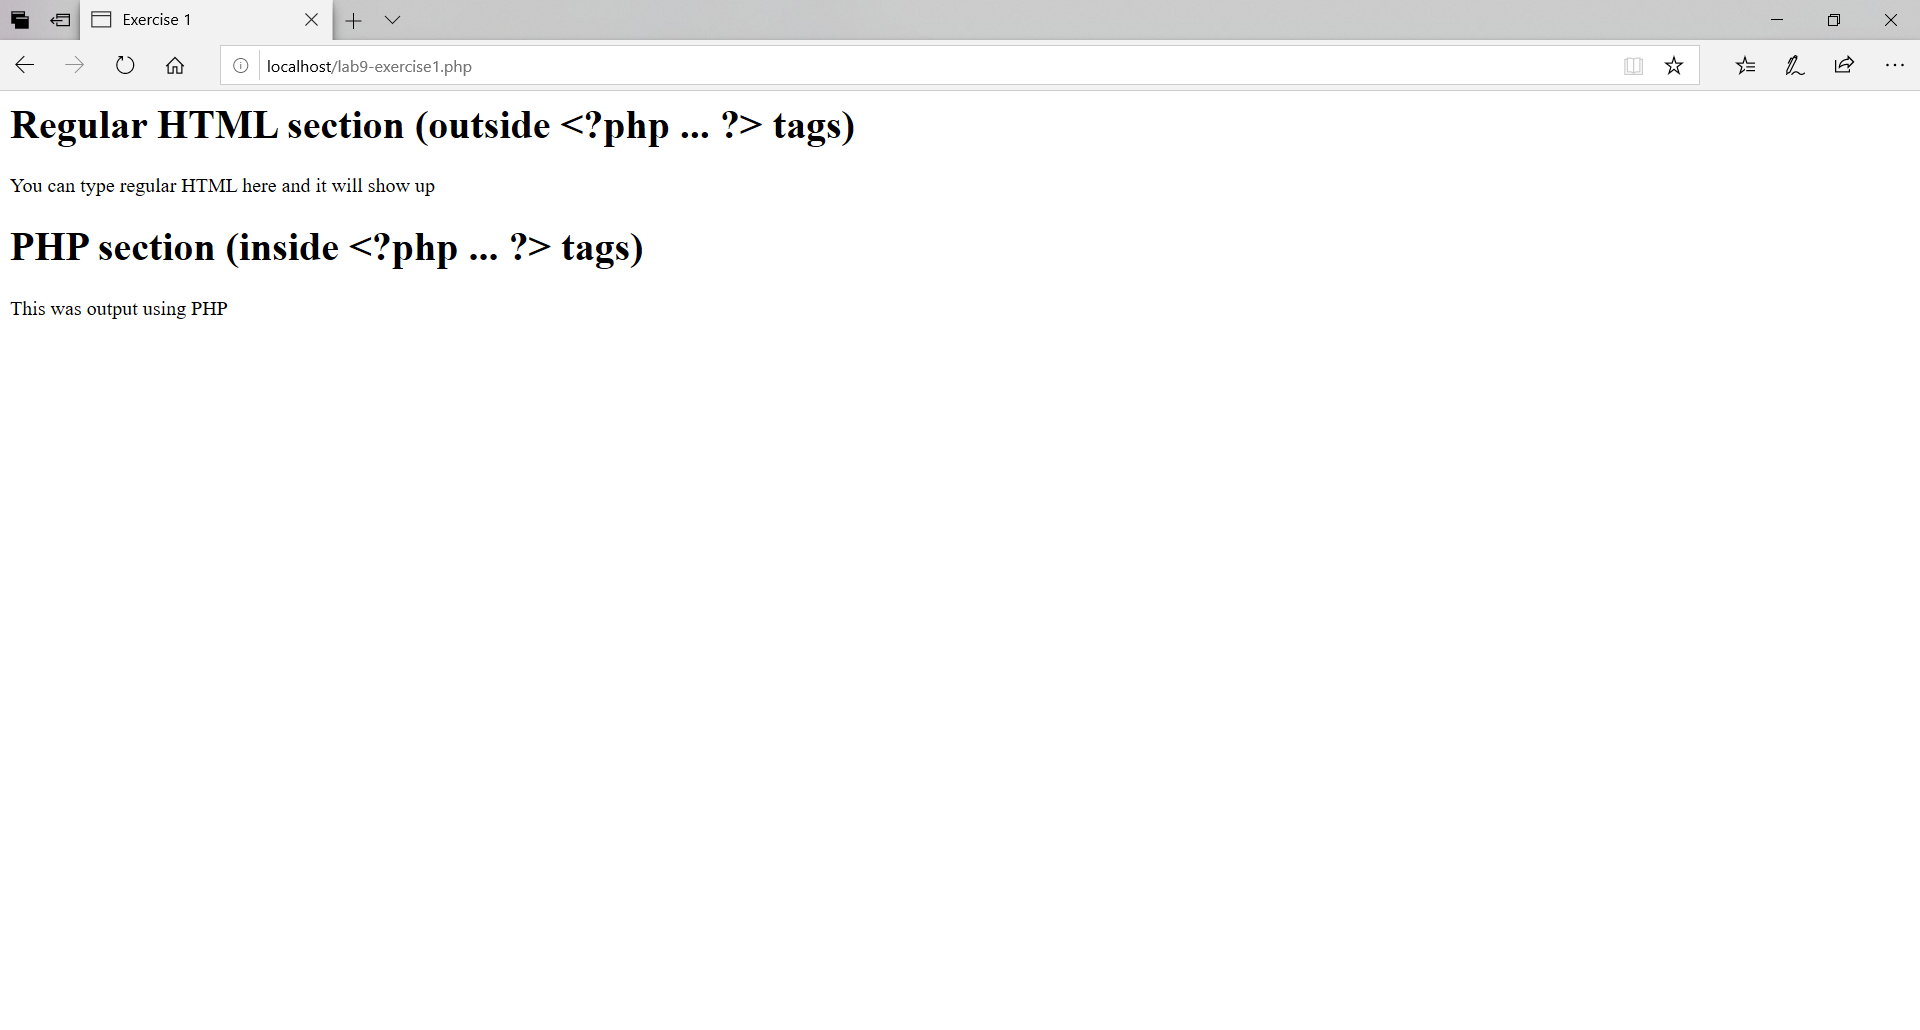 Exercise 1
localhost/lab9-exercise1.php
Regular HTML section (outside <?php ... ?> tags)
You can type regular HTML here and it will show up
PHP section (inside <?php ... ?> tags)
This was output using PHP